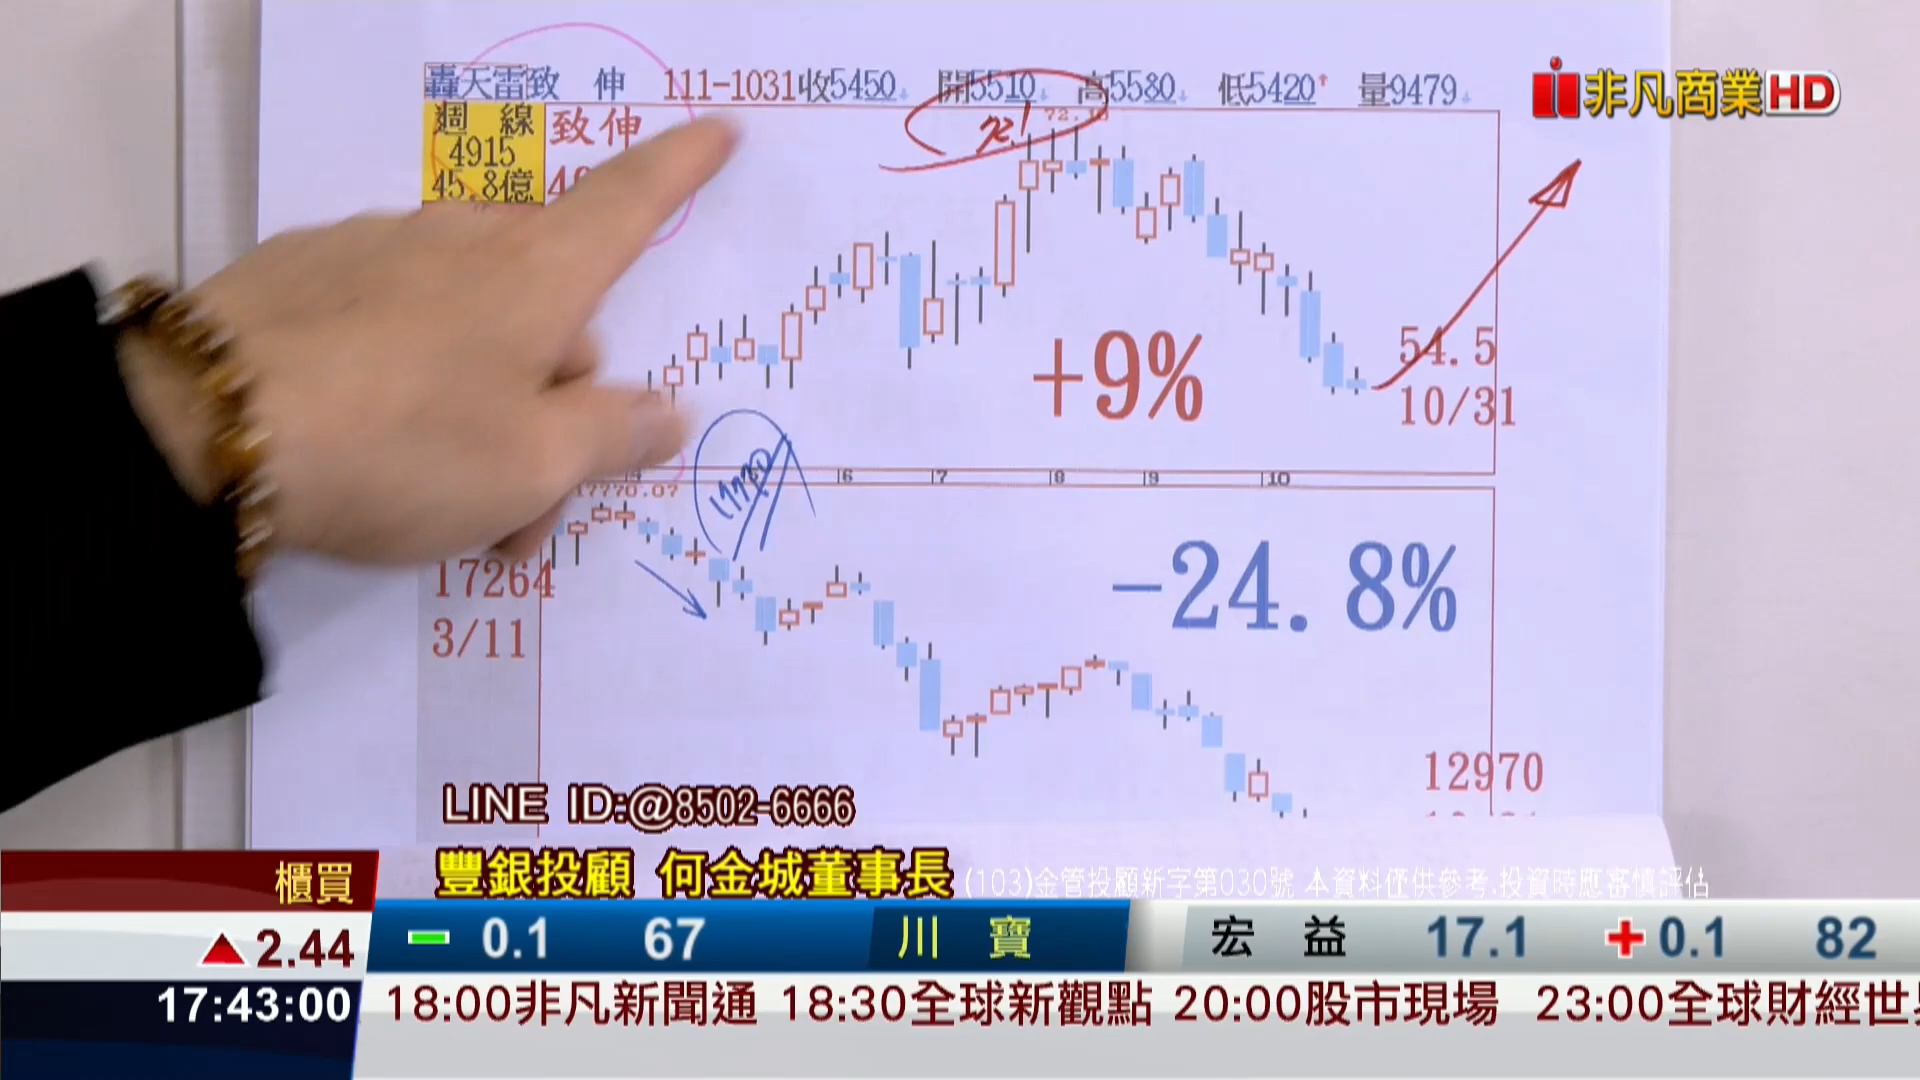 轟天雷致 伸 111-1031收5450 開5510 高5580 低5420 量9479
非凡商業HD
週 線
4915
45.8億
致伸
72!
+9%
54.5
10/31
6 7 8 9 10
17770.07
17770
17264
3/11
-24.8%
12970
LINE ID:@8502-6666
豐銀投顧 何金城董事長 (103)金管投顧新字第030號 本資料僅供參考.投資時應審慎評估
櫃買
▲2.44
- 0.1 67 川 寶 宏 益 17.1 + 0.1 82
17:43:00 18:00非凡新聞通 18:30全球新觀點 20:00股市現場 23:00全球財經世